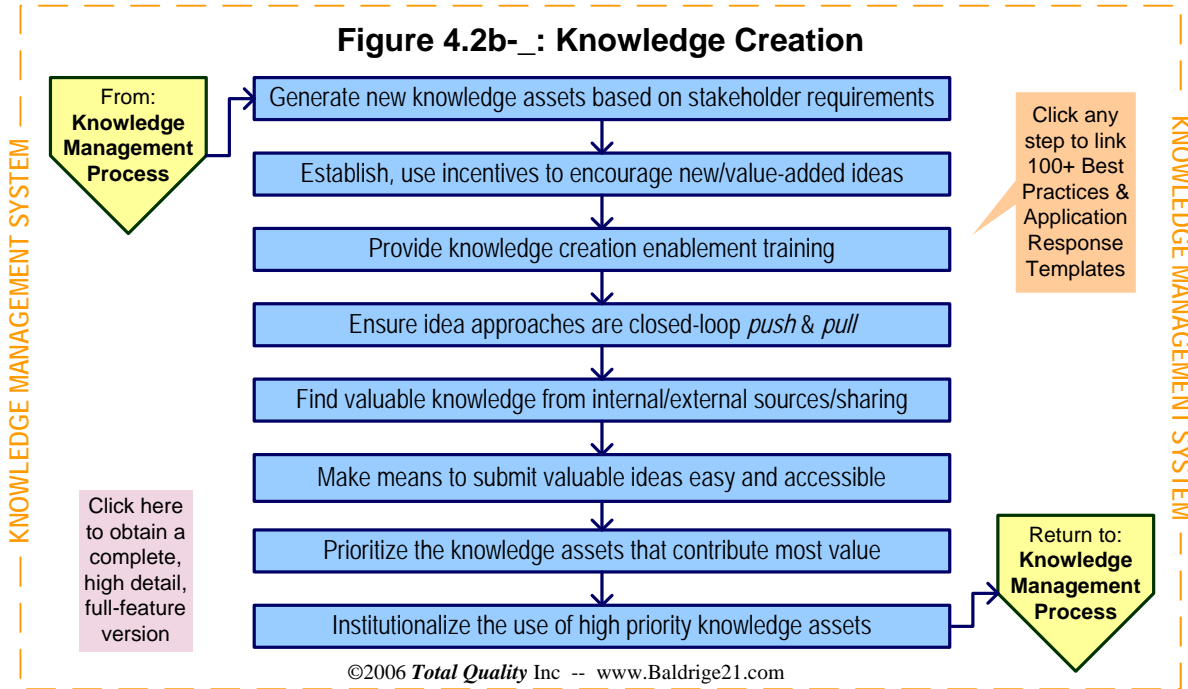 Figure 4.2b-_: Knowledge Creation
From:
Knowledge
Management
Process
Generate new knowledge assets based on stakeholder requirements
Establish, use incentives to encourage new/value-added ideas
Provide knowledge creation enablement training
Ensure idea approaches are closed-loop push & pull
Find valuable knowledge from internal/external sources/sharing
Make means to submit valuable ideas easy and accessible
Prioritize the knowledge assets that contribute most value
Institutionalize the use of high priority knowledge assets
Click any
step to link
100+ Best
Practices &
Application
Response
Templates
Click here
to obtain a
complete,
high detail,
full-feature
version
Return to:
Knowledge
Management
Process
KNOWLEDGE MANAGEMENT SYSTEM
KNOWLEDGE MANAGEMENT SYSTEM
©2006 Total Quality Inc -- www.Baldrige21.com